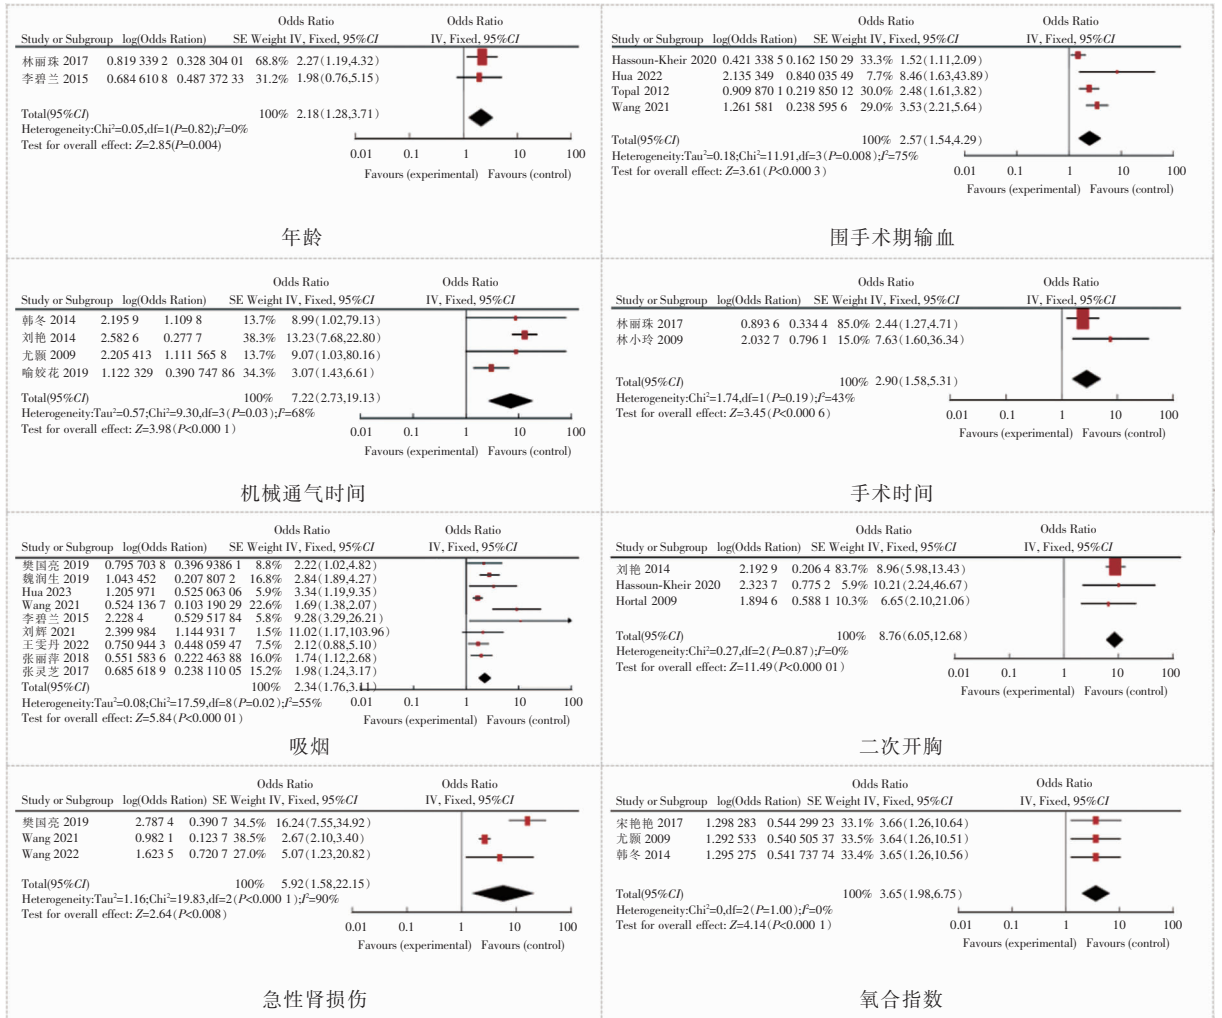 Odds Ratio Odds Ratio
Study or Subgroup log(Odds Ration) SE Weight IV, Fixed, 95%CI IV, Fixed, 95%CI
林丽珠 2017 0.819 339 2 0.328 304 01 68.8% 2.27(1.19,4.32)
李碧兰 2015 0.684 610 8 0.487 372 33 31.2% 1.98(0.76,5.15)
Total(95%CI) 100% 2.18(1.28,3.71)
Heterogeneity:Chi²=0.05,df=1(P=0.82);I²=0%
Test for overall effect: Z=2.85(P=0.004)
0.01 0.1 1 10 100
Favours (experimental) Favours (control)
年龄
Odds Ratio Odds Ratio
Study or Subgroup log(Odds Ration) SE Weight IV, Fixed, 95%CI IV, Fixed, 95%CI
Hassoun-Kheir 2020 0.421 338 5 0.162 150 29 33.3% 1.52(1.11,2.09)
Hua 2022 2.135 349 0.840 035 49 7.7% 8.46(1.63,43.89)
Topal 2012 0.909 870 1 0.219 850 12 30.0% 2.48(1.61,3.82)
Wang 2021 1.261 581 0.238 595 6 29.0% 3.53(2.21,5.64)
Total(95%CI) 100% 2.57(1.54,4.29)
Heterogeneity:Tau²=0.18;Chi²=11.91,df=3(P=0.008);I²=75%
Test for overall effect: Z=3.61(P<0.000 3)
0.01 0.1 1 10 100
Favours (experimental) Favours (control)
围手术期输血
Odds Ratio Odds Ratio
Study or Subgroup log(Odds Ration) SE Weight IV, Fixed, 95%CI IV, Fixed, 95%CI
韩冬 2014 2.195 9 1.109 8 13.7% 8.99(1.02,79.13)
刘艳 2014 2.582 6 0.277 7 38.3% 13.23(7.68,22.80)
尤颢 2009 2.205 413 1.111 565 8 13.7% 9.07(1.03,80.16)
喻姣花 2019 1.122 329 0.390 747 86 34.3% 3.07(1.43,6.61)
Total(95%CI) 100% 7.22(2.73,19.13)
Heterogeneity:Tau²=0.57;Chi²=9.30,df=3(P=0.03);I²=68%
Test for overall effect: Z=3.98(P<0.000 1)
0.01 0.1 1 10 100
Favours (experimental) Favours (control)
机械通气时间
Odds Ratio Odds Ratio
Study or Subgroup log(Odds Ration) SE Weight IV, Fixed, 95%CI IV, Fixed, 95%CI
林丽珠 2017 0.893 6 0.334 4 85.0% 2.44(1.27,4.71)
林小玲 2009 2.032 7 0.796 1 15.0% 7.63(1.60,36.34)
Total(95%CI) 100% 2.90(1.58,5.31)
Heterogeneity:Chi²=1.74,df=1(P=0.19);I²=43%
Test for overall effect: Z=3.45(P<0.000 6)
0.01 0.1 1 10 100
Favours (experimental) Favours (control)
手术时间
Odds Ratio Odds Ratio
Study or Subgroup log(Odds Ration) SE Weight IV, Fixed, 95%CI IV, Fixed, 95%CI
樊国亮 2019 0.795 703 8 0.396 9386 1 8.8% 2.22(1.02,4.82)
魏润生 2019 1.043 452 0.207 807 2 16.8% 2.84(1.89,4.27)
Hua 2023 1.205 971 0.525 063 06 5.9% 3.34(1.19,9.35)
Wang 2021 0.524 136 7 0.103 190 29 22.6% 1.69(1.38,2.07)
李碧兰 2015 2.228 4 0.529 517 84 5.8% 9.28(3.29,26.21)
刘辉 2021 2.399 984 1.144 931 7 1.5% 11.02(1.17,103.96)
王雯丹 2022 0.750 944 3 0.448 059 47 7.5% 2.12(0.88,5.10)
张丽萍 2018 0.551 583 6 0.222 463 88 16.0% 1.74(1.12,2.68)
张灵芝 2017 0.685 618 9 0.238 110 05 15.2% 1.98(1.24,3.17)
Total(95%CI) 100% 2.34(1.76,3.11)
Heterogeneity:Tau²=0.08;Chi²=17.59,df=8(P=0.02);I²=55%
Test for overall effect: Z=5.84(P<0.000 01)
0.01 0.1 1 10 100
Favours (experimental) Favours (control)
吸烟
Odds Ratio Odds Ratio
Study or Subgroup log(Odds Ration) SE Weight IV, Fixed, 95%CI IV, Fixed, 95%CI
刘艳 2014 2.192 9 0.206 4 83.7% 8.96(5.98,13.43)
Hassoun-Kheir 2020 2.323 7 0.775 2 5.9% 10.21(2.24,46.67)
Hortal 2009 1.894 6 0.588 1 10.3% 6.65(2.10,21.06)
Total(95%CI) 100% 8.76(6.05,12.68)
Heterogeneity:Chi²=0.27,df=2(P=0.87);I²=0%
Test for overall effect: Z=11.49(P<0.000 01)
0.01 0.1 1 10 100
Favours (experimental) Favours (control)
二次开胸
Odds Ratio Odds Ratio
Study or Subgroup log(Odds Ration) SE Weight IV, Fixed, 95%CI IV, Fixed, 95%CI
樊国亮 2019 2.787 4 0.390 7 34.5% 16.24(7.55,34.92)
Wang 2021 0.982 1 0.123 7 38.5% 2.67(2.10,3.40)
Wang 2022 1.623 5 0.720 7 27.0% 5.07(1.23,20.82)
Total(95%CI) 100% 5.92(1.58,22.15)
Heterogeneity:Tau²=1.16;Chi²=19.83,df=2(P<0.000 1);I²=90%
Test for overall effect: Z=2.64(P<0.008)
0.01 0.1 1 10 100
Favours (experimental) Favours (control)
急性肾损伤
Odds Ratio Odds Ratio
Study or Subgroup log(Odds Ration) SE Weight IV, Fixed, 95%CI IV, Fixed, 95%CI
宋艳艳 2017 1.298 283 0.544 299 23 33.1% 3.66(1.26,10.64)
尤颢 2009 1.292 533 0.540 505 37 33.5% 3.64(1.26,10.51)
韩冬 2014 1.295 275 0.541 737 74 33.4% 3.65(1.26,10.56)
Total(95%CI) 100% 3.65(1.98,6.75)
Heterogeneity:Chi²=0,df=2(P=1.00);I²=0%
Test for overall effect: Z=4.14(P<0.000 1)
0.01 0.1 1 10 100
Favours (experimental) Favours (control)
氧合指数